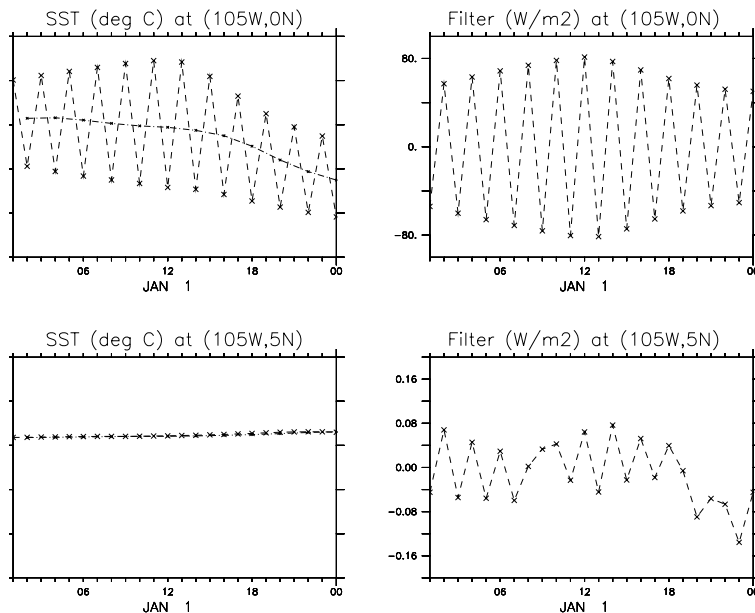 SST (deg C) at (105W,0N)
06 12 18 00
JAN 1
Filter (W/m2) at (105W,0N)
80.
0.
-80.
06 12 18 00
JAN 1
SST (deg C) at (105W,5N)
06 12 18 00
JAN 1
Filter (W/m2) at (105W,5N)
0.16
0.08
0.00
-0.08
-0.16
06 12 18 00
JAN 1